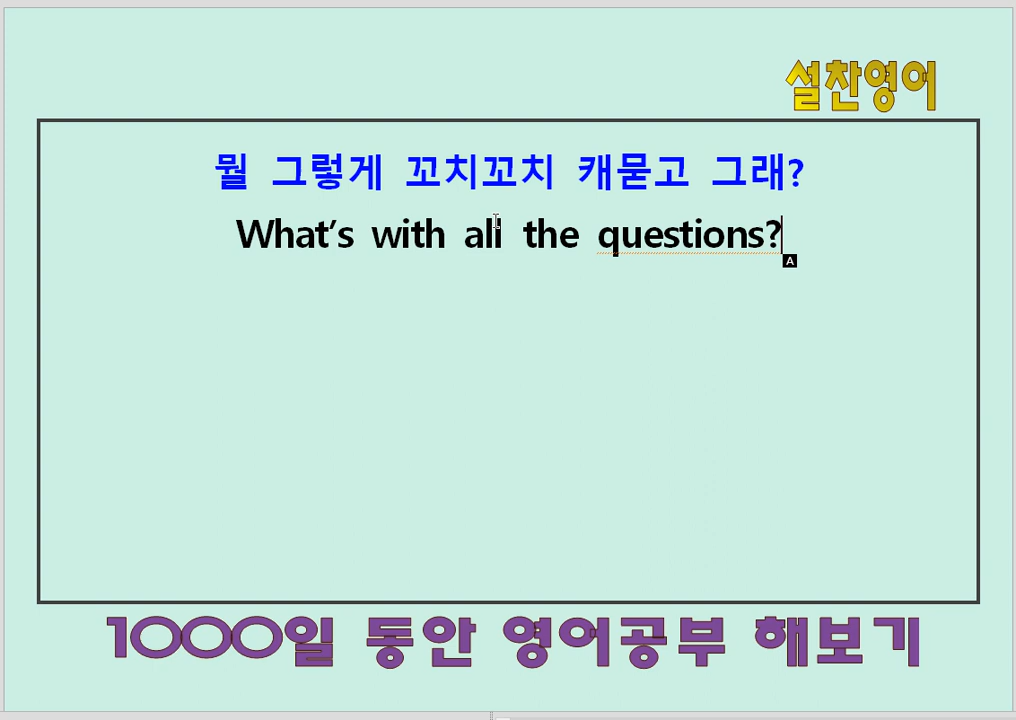 설찬영어
뭘 그렇게 꼬치꼬치 캐묻고 그래?
What's with all the questions?
A
1000일 동안 영어공부 해보기